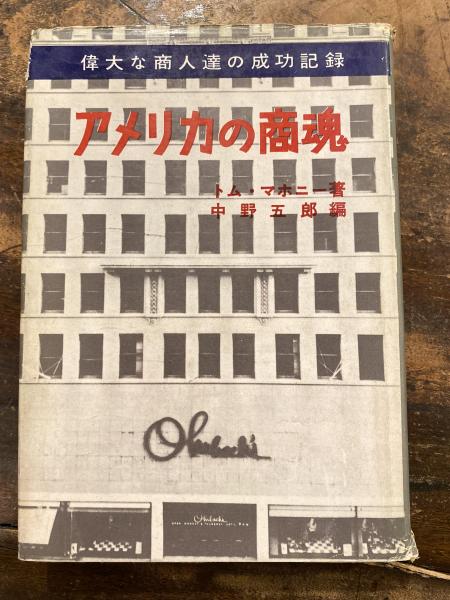 偉大な商人達の成功記録
アメリカの商魂
トム・マホニー著
中野五郎編
Ohrbach's
Ohrbach's